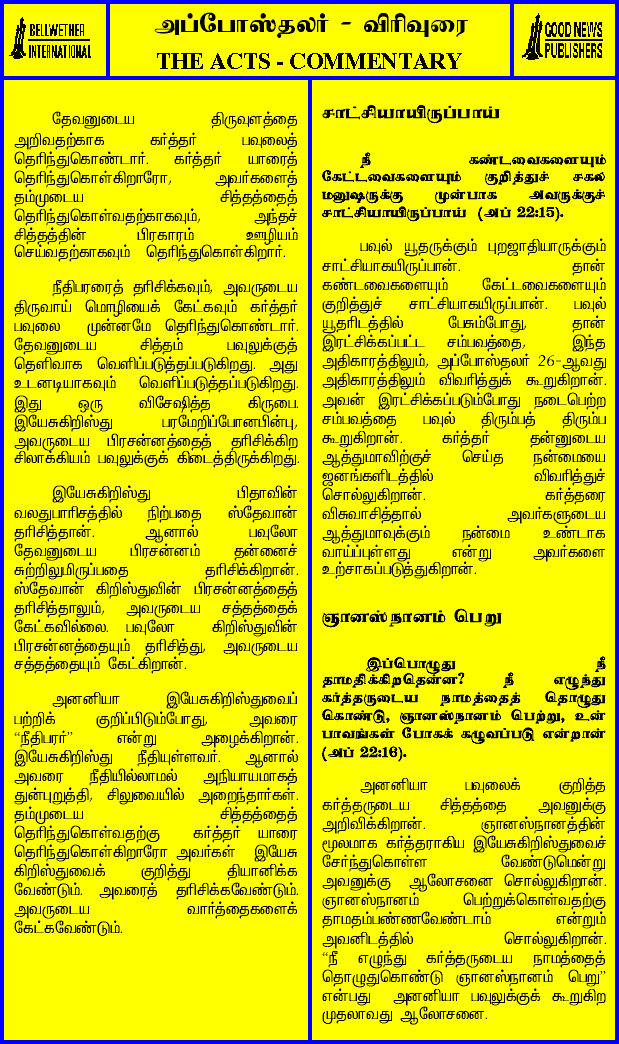 BELLWETHER
INTERNATIONAL
அப்போஸ்தலர் - விரிவுரை
THE ACTS - COMMENTARY
GOOD NEWS
PUBLISHERS
தேவனுடைய திருவுளத்தை
அறிவதற்காக கர்த்தர் பவுலைத்
தெரிந்துகொண்டார். கர்த்தர் யாரைத்
தெரிந்துகொள்கிறாரோ, அவர்களைத்
தம்முடைய சித்தத்தைத்
தெரிந்துகொள்வதற்காகவும், அந்தச்
சித்தத்தின் பிரகாரம் ஊழியம்
செய்வதற்காகவும் தெரிந்துகொள்கிறார்.
நீதிபரரைத் தரிசிக்கவும், அவருடைய
திருவாய் மொழியைக் கேட்கவும் கர்த்தர்
பவுலை முன்னமே தெரிந்துகொண்டார்.
தேவனுடைய சித்தம் பவுலுக்குத்
தெளிவாக வெளிப்படுத்தப்படுகிறது. அது
உடனடியாகவும் வெளிப்படுத்தப்படுகிறது.
இது ஒரு விசேஷித்த கிருபை.
இயேசுகிறிஸ்து பரமேறிப்போனபின்பு,
அவருடைய பிரசன்னத்தைத் தரிசிக்கிற
சிலாக்கியம் பவுலுக்குக் கிடைத்திருக்கிறது.
இயேசுகிறிஸ்து பிதாவின்
வலதுபாரிசத்தில் நிற்பதை ஸ்தேவான்
தரிசித்தான். ஆனால் பவுலோ
தேவனுடைய பிரசன்னம் தன்னைச்
சுற்றிலுமிருப்பதை தரிசிக்கிறான்.
ஸ்தேவான் கிறிஸ்துவின் பிரசன்னத்தைத்
தரிசித்தாலும், அவருடைய சத்தத்தைக்
கேட்கவில்லை. பவுலோ கிறிஸ்துவின்
பிரசன்னத்தையும் தரிசித்து, அவருடைய
சத்தத்தையும் கேட்கிறான்.
அனனியா இயேசுகிறிஸ்துவைப்
பற்றிக் குறிப்பிடும்போது, அவரை
“நீதிபரர்” என்று அழைக்கிறான்.
இயேசுகிறிஸ்து நீதியுள்ளவர். ஆனால்
அவரை நீதியில்லாமல் அநியாயமாகத்
துன்புறுத்தி, சிலுவையில் அறைந்தார்கள்.
தம்முடைய சித்தத்தைத்
தெரிந்துகொள்வதற்கு கர்த்தர் யாரை
தெரிந்துகொள்கிறாரோ அவர்கள் இயேசு
கிறிஸ்துவைக் குறித்து தியானிக்க
வேண்டும். அவரைத் தரிசிக்கவேண்டும்.
அவருடைய வார்த்தைகளைக்
கேட்கவேண்டும்.
சாட்சியாயிருப்பாய்
நீ கண்டவைகளையும்
கேட்டவைகளையும் குறித்துச் சகல
மனுஷருக்கு முன்பாக அவருக்குச்
சாட்சியாயிருப்பாய் (அப் 22:15).
பவுல் யூதருக்கும் புறஜாதியாருக்கும்
சாட்சியாகயிருப்பான். தான்
கண்டவைகளையும் கேட்டவைகளையும்
குறித்துச் சாட்சியாகயிருப்பான். பவுல்
யூதரிடத்தில் பேசும்போது, தான்
இரட்சிக்கப்பட்ட சம்பவத்தை, இந்த
அதிகாரத்திலும், அப்போஸ்தலர் 26-ஆவது
அதிகாரத்திலும் விவரித்துக் கூறுகிறான்.
அவன் இரட்சிக்கப்படும்போது நடைபெற்ற
சம்பவத்தை பவுல் திரும்பத் திரும்ப
கூறுகிறான். கர்த்தர் தன்னுடைய
ஆத்துமாவிற்குச் செய்த நன்மையை
ஜனங்களிடத்தில் விவரித்துச்
சொல்லுகிறான். கர்த்தரை
விசுவாசித்தால் அவர்களுடைய
ஆத்துமாவுக்கும் நன்மை உண்டாக
வாய்ப்புள்ளது என்று அவர்களை
உற்சாகப்படுத்துகிறான்.
ஞானஸ்நானம் பெறு
இப்பொழுது நீ
தாமதிக்கிறதென்ன? நீ எழுந்து
கர்த்தருடைய நாமத்தைத் தொழுது
கொண்டு, ஞானஸ்நானம் பெற்று, உன்
பாவங்கள் போகக் கழுவப்படு என்றான்
(அப் 22:16).
அனனியா பவுலைக் குறித்த
கர்த்தருடைய சித்தத்தை அவனுக்கு
அறிவிக்கிறான். ஞானஸ்நானத்தின்
மூலமாக கர்த்தராகிய இயேசுகிறிஸ்துவைச்
சேர்ந்துகொள்ள வேண்டுமென்று
அவனுக்கு ஆலோசனை சொல்லுகிறான்.
ஞானஸ்நானம் பெற்றுக்கொள்வதற்கு
தாமதம்பண்ணவேண்டாம் என்றும்
அவனிடத்தில் சொல்லுகிறான்.
“நீ எழுந்து கர்த்தருடைய நாமத்தைத்
தொழுதுகொண்டு ஞானஸ்நானம் பெறு”
என்பது அனனியா பவுலுக்குக் கூறுகிற
முதலாவது ஆலோசனை.